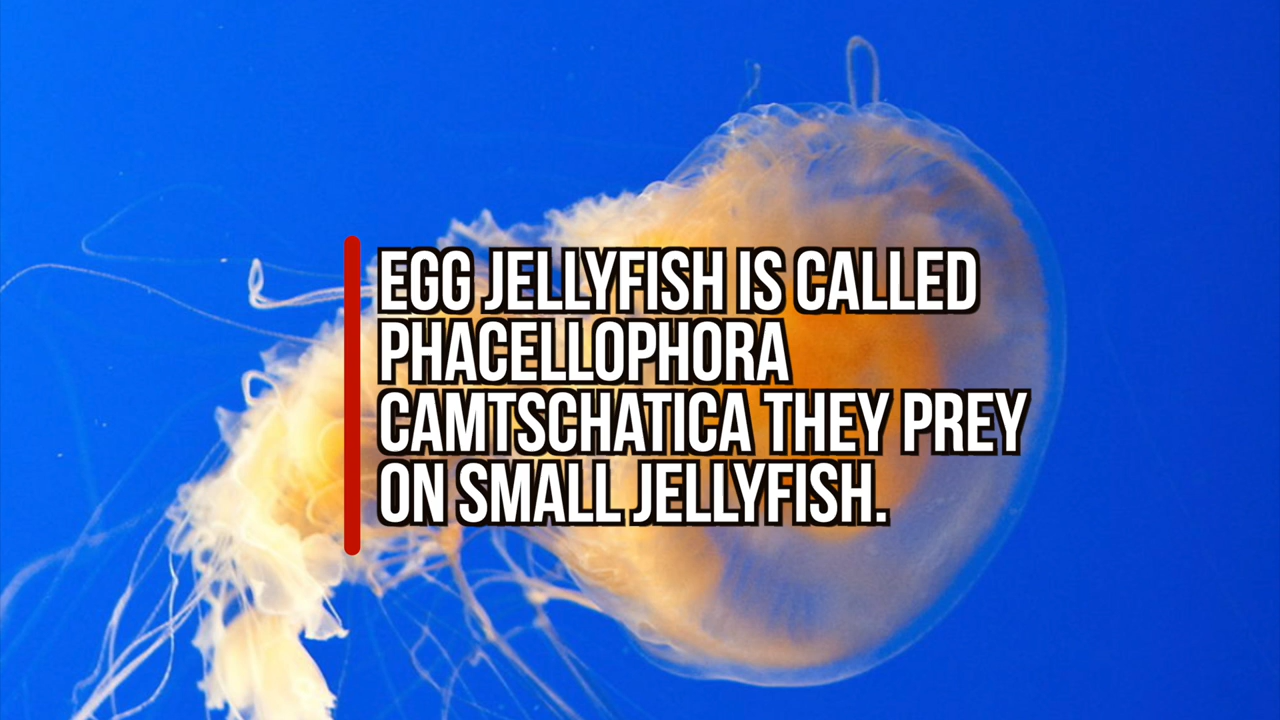 EGG JELLYFISH IS CALLED
PHACELLOPHORA
CAMTSCHATICA THEY PREY
ON SMALL JELLYFISH.